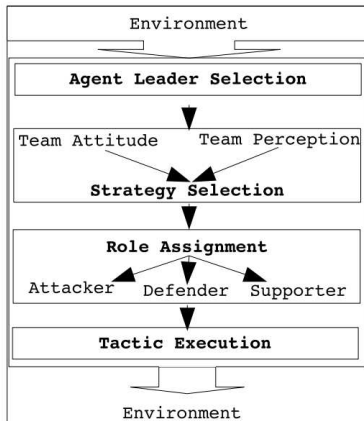 Environment
Agent Leader Selection
Team Attitude Team Perception
Strategy Selection
Role Assignment
Attacker Defender Supporter
Tactic Execution
Environment